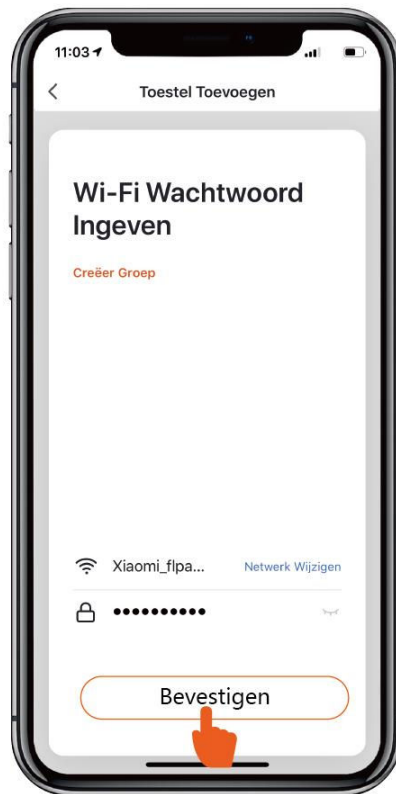 11:03
Toestel Toevoegen
Wi-Fi Wachtwoord
Ingeven
Creëer Groep
Xiaomi_flpa... Netwerk Wijzigen
••••••••••
Bevestigen